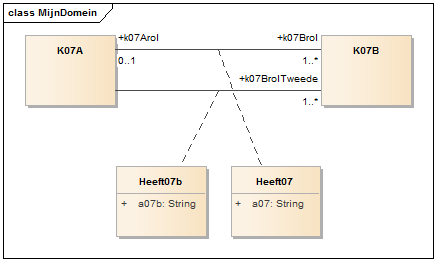 class MijnDomein
+k07Arol
+k07Brol
K07A
K07B
0..1
1..*
+k07BrolTweede
1..*
Heeft07b
Heeft07
+ a07b: String
+ a07: String